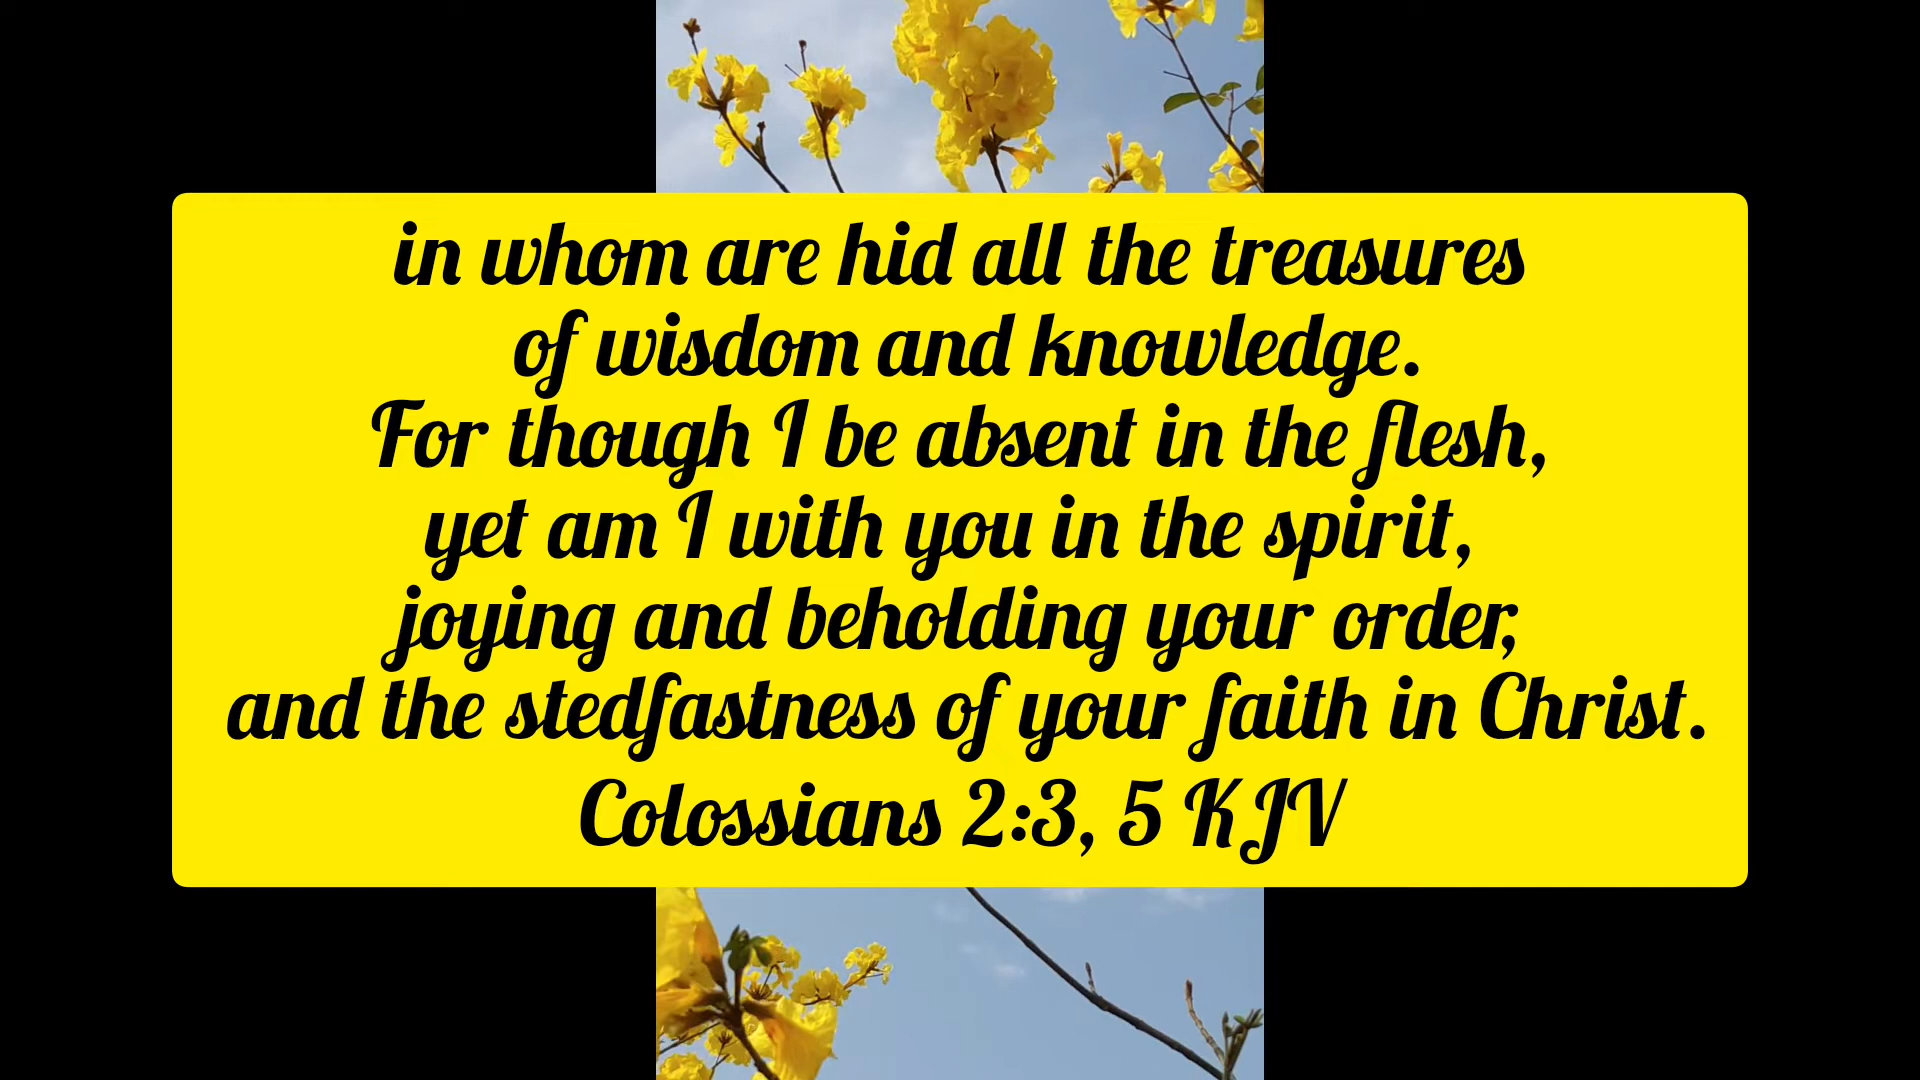 in whom are hid all the treasures
of wisdom and knowledge.
For though I be absent in the flesh,
yet am I with you in the spirit,
joying and beholding your order,
and the stedfastness of your faith in Christ.
Colossians 2:3, 5 KJV